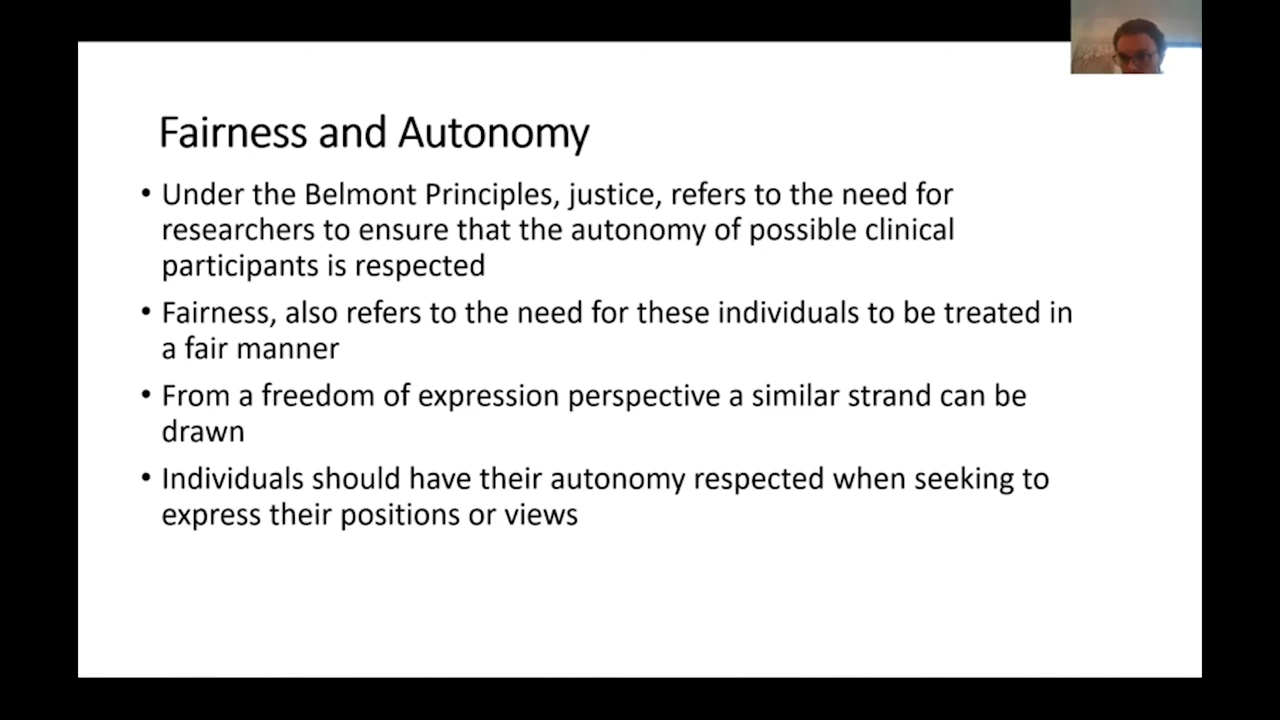 Fairness and Autonomy
• Under the Belmont Principles, justice, refers to the need for
researchers to ensure that the autonomy of possible clinical
participants is respected
• Fairness, also refers to the need for these individuals to be treated in
a fair manner
• From a freedom of expression perspective a similar strand can be
drawn
• Individuals should have their autonomy respected when seeking to
express their positions or views